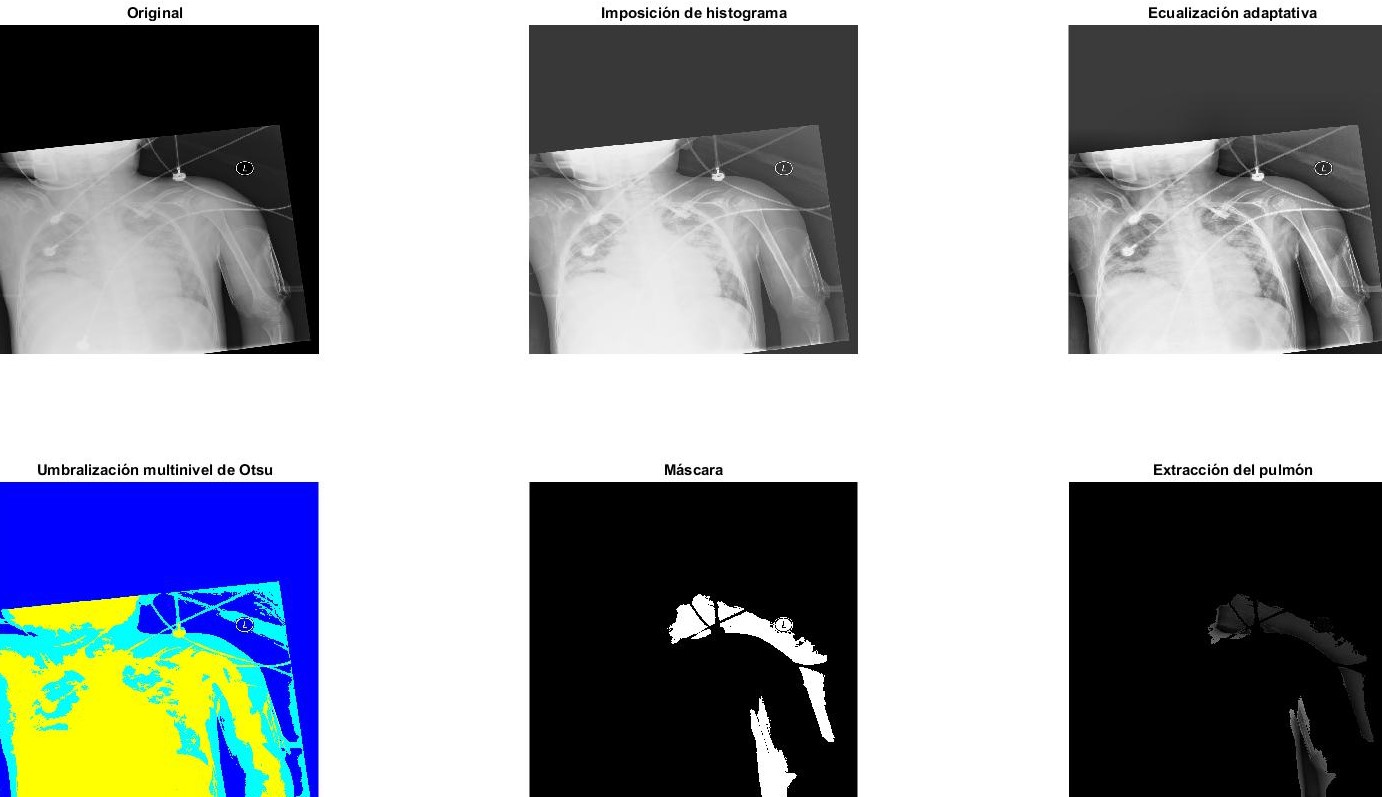 Original
Imposición de histograma
Ecualización adaptativa
L
L
L
Umbralización multinivel de Otsu
Máscara
Extracción del pulmón
L
L